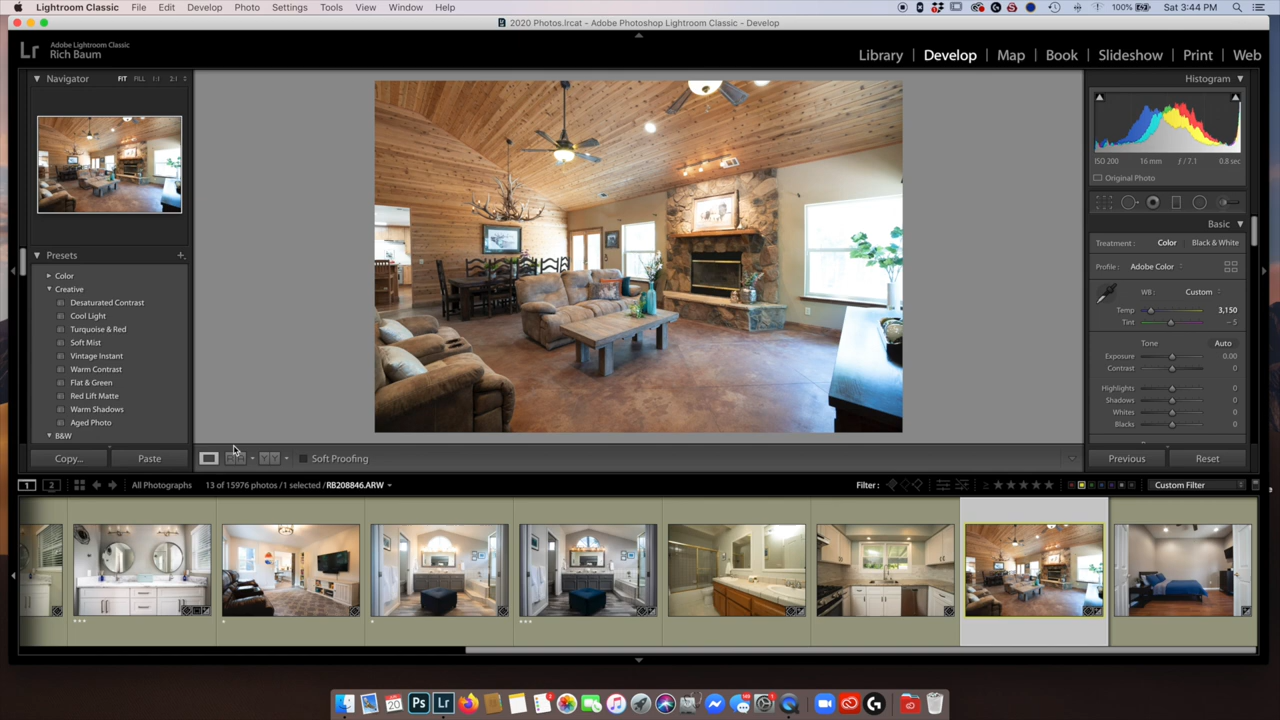 Lightroom Classic File Edit Develop Photo Settings Tools View Window Help 100% Sat 3:44 PM
2020 Photos.lrcat - Adobe Photoshop Lightroom Classic - Develop
Lr Adobe Lightroom Classic
Rich Baum
Library | Develop | Map | Book | Slideshow | Print | Web
Navigator FIT FILL 1:1 2:1
Histogram
ISO 200 16 mm ƒ / 7.1 0.8 sec
Original Photo
Basic
Treatment: Color Black & White
Profile: Adobe Color
WB: Custom
Temp 3,150
Tint – 5
Tone Auto
Exposure 0.00
Contrast 0
Highlights 0
Shadows 0
Whites 0
Blacks 0
Presets +
Color
Creative
Desaturated Contrast
Cool Light
Turquoise & Red
Soft Mist
Vintage Instant
Warm Contrast
Flat & Green
Red Lift Matte
Warm Shadows
Aged Photo
B&W
Copy... Paste
Soft Proofing
Previous Reset
1 2 All Photographs 13 of 15976 photos / 1 selected / RB208846.ARW
Filter: Custom Filter
Ps Lr